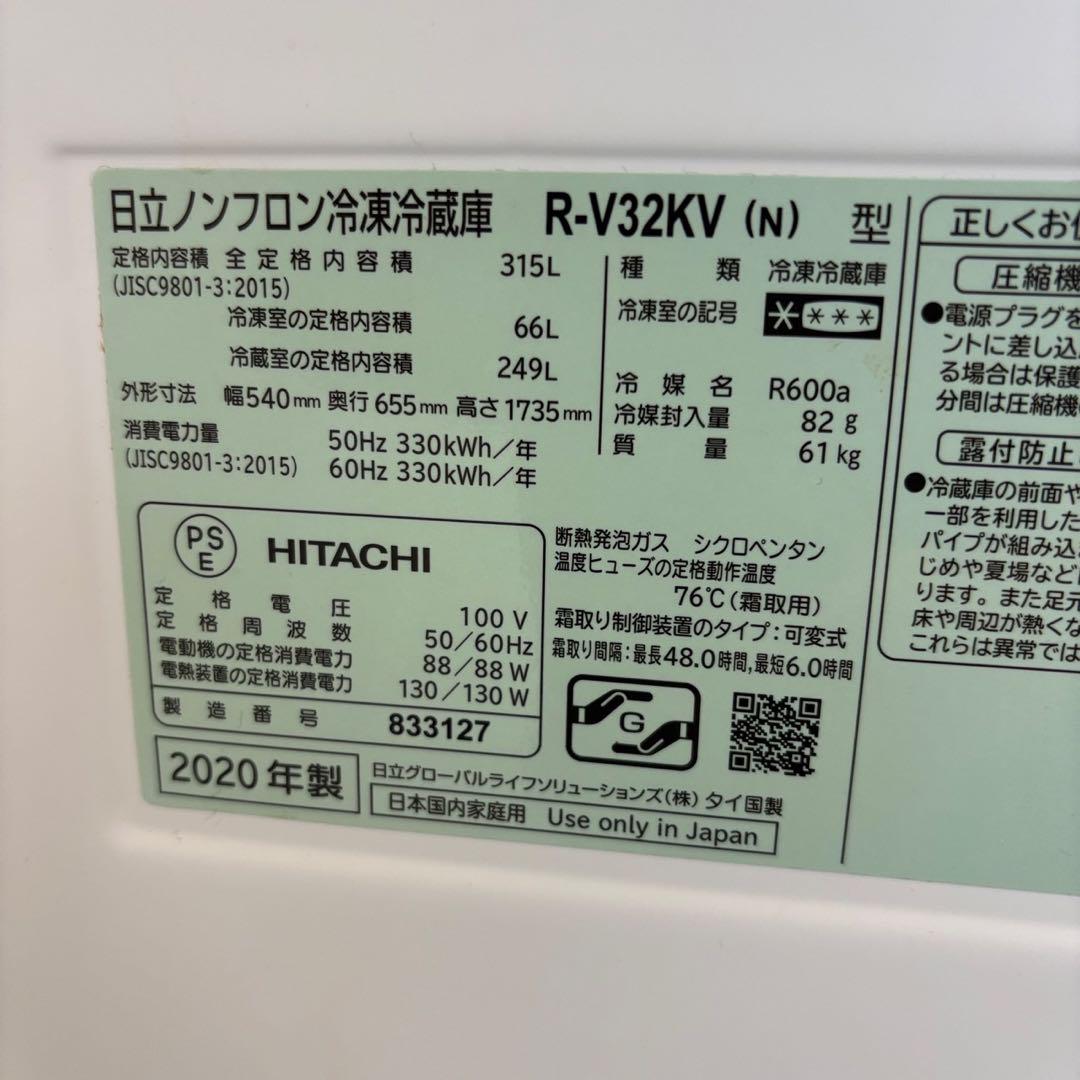 日立ノンフロン冷凍冷蔵庫 R-V32KV (N) 型
定格内容積 全定格内容積 315L
(JISC9801-3:2015)
冷凍室の定格内容積 66L
冷蔵室の定格内容積 249L
外形寸法 幅540mm 奥行655mm 高さ1735mm
消費電力量 50Hz 330kWh/年
(JISC9801-3:2015) 60Hz 330kWh/年
種類 冷凍冷蔵庫
冷凍室の記号 ****
冷媒名 R600a
冷媒封入量 82g
質量 61kg
PSE HITACHI
定格電圧 100V
定格周波数 50/60Hz
電動機の定格消費電力 88/88W
電熱装置の定格消費電力 130/130W
製造番号 833127
断熱発泡ガス シクロペンタン
温度ヒューズの定格動作温度
76℃(霜取用)
霜取り制御装置のタイプ:可変式
霜取り間隔:最長48.0時間,最短6.0時間
G
2020年製
日立グローバルライフソリューションズ(株) タイ国製
日本国内家庭用 Use only in Japan
正しくお
圧縮機
●電源プラグを
ントに差し込
る場合は保護
分間は圧縮機
露付防止
●冷蔵庫の前面や
一部を利用した
パイプが組み込
じめや夏場など
ります。また足元
床や周辺が熱くな
これらは異常では